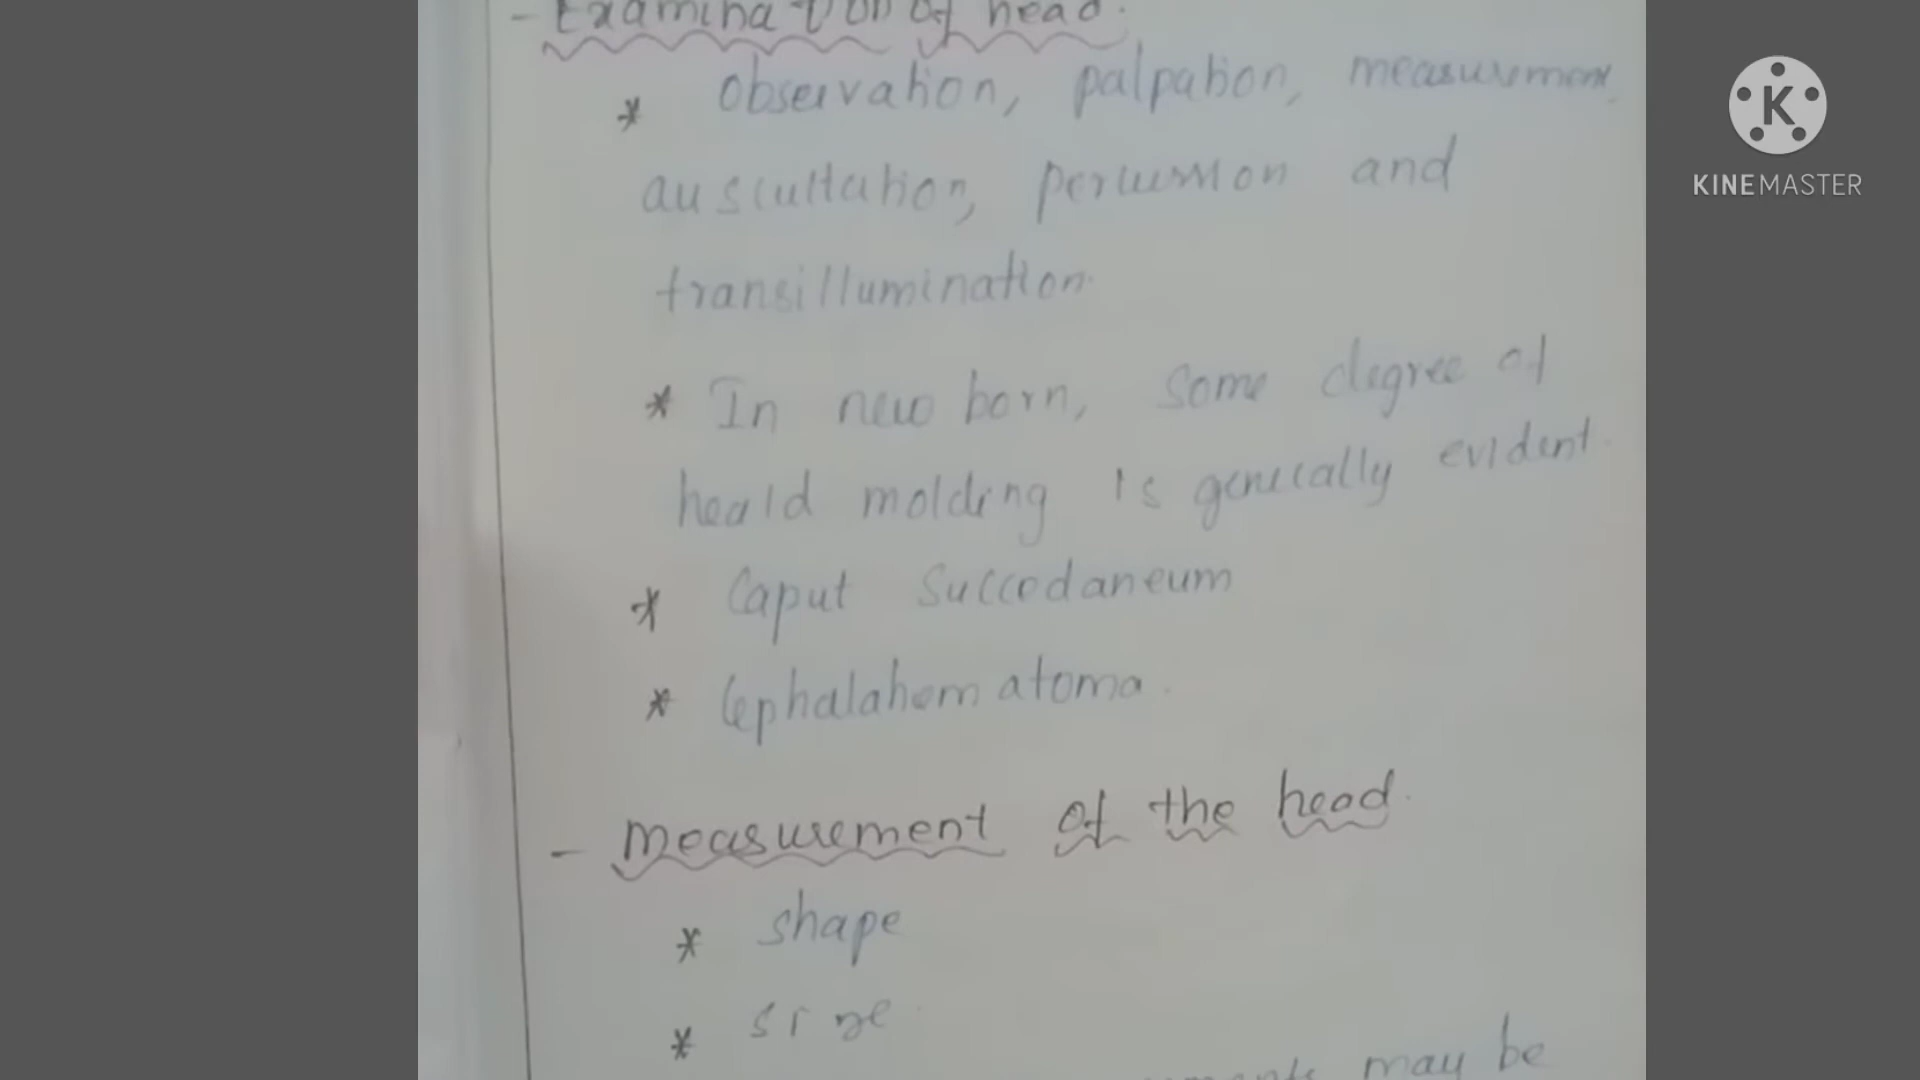 - Examination of head.
* observation, palpation, measurement,
auscultation, percussion and
transillumination.
* In new born, some degree of
heald molding is generally evident.
* Caput Succedaneum
* Cephalahematoma.
- Measurement of the head.
* shape
* size.
may be
K
KINEMASTER